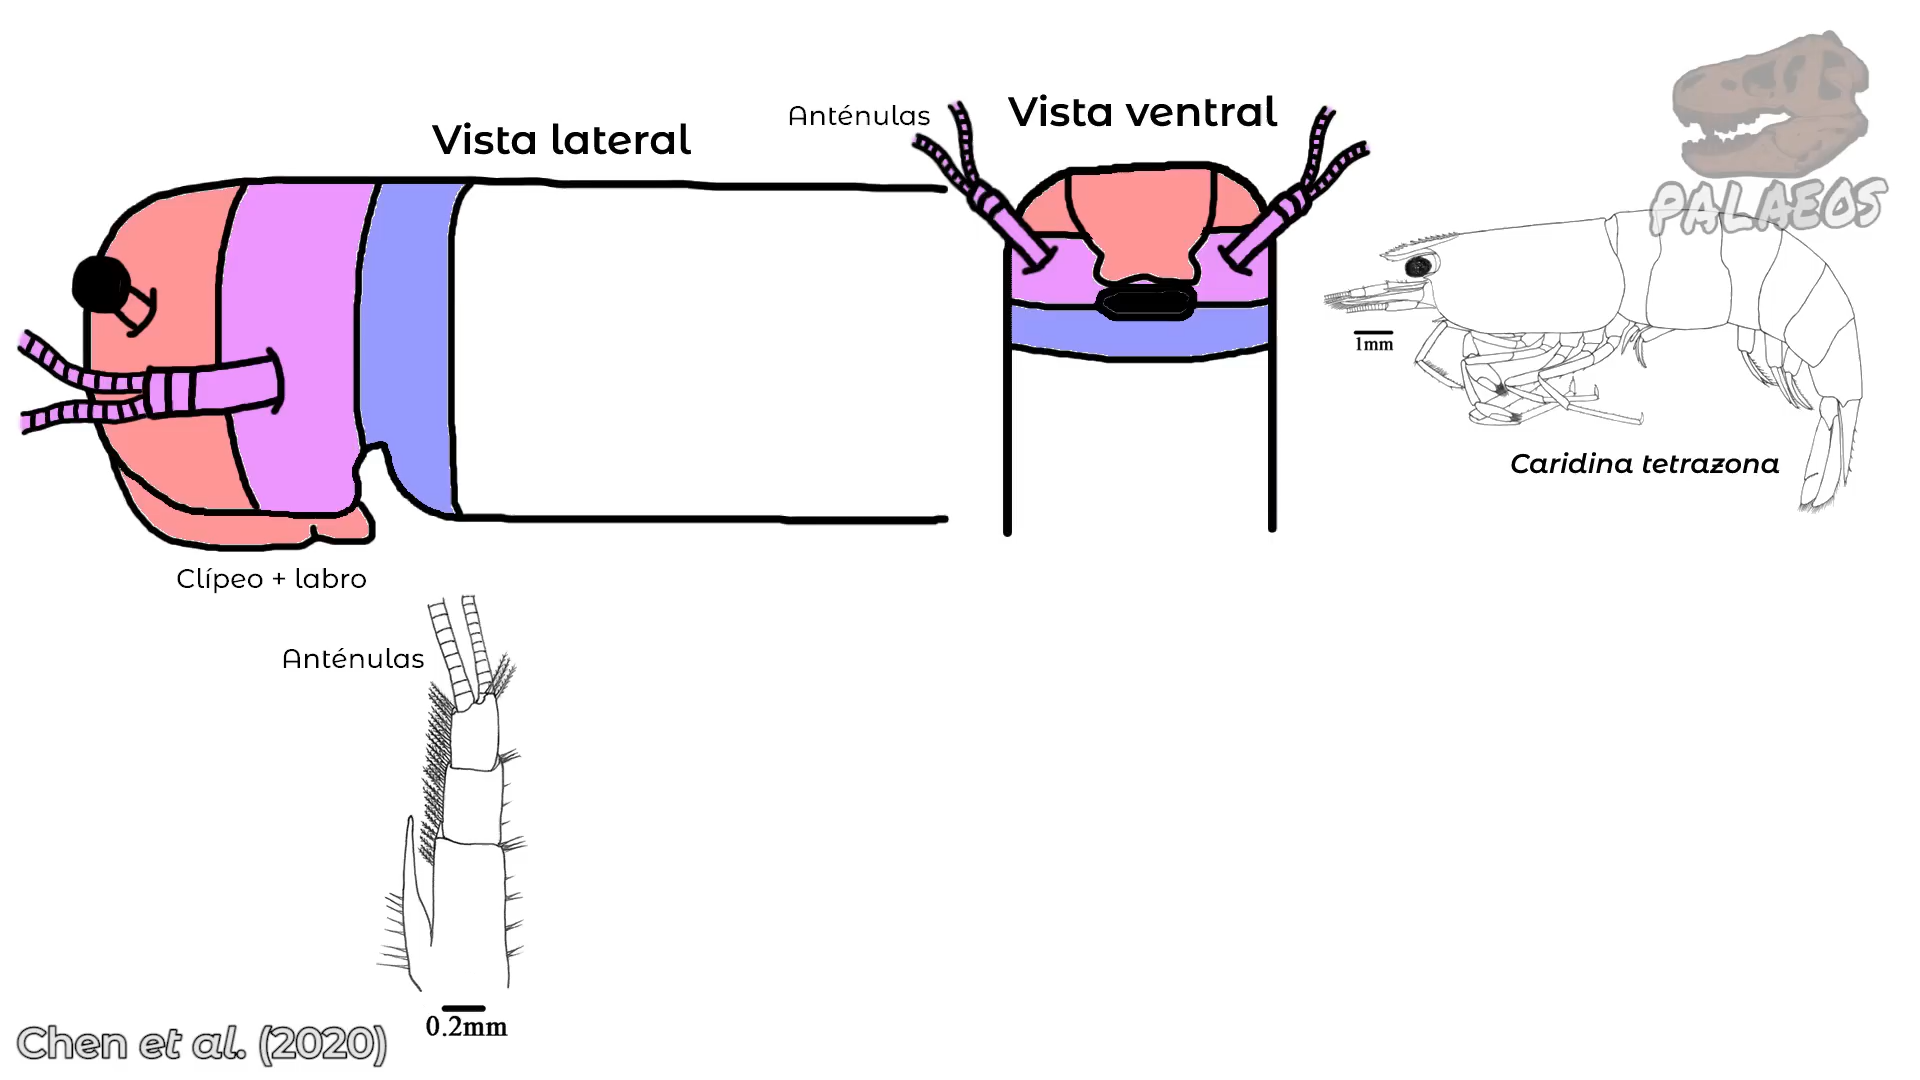 Vista lateral
Anténulas
Vista ventral
PALAEOS
1mm
Caridina tetrazona
Clípeo + labro
Anténulas
0.2mm
Chen et al. (2020)